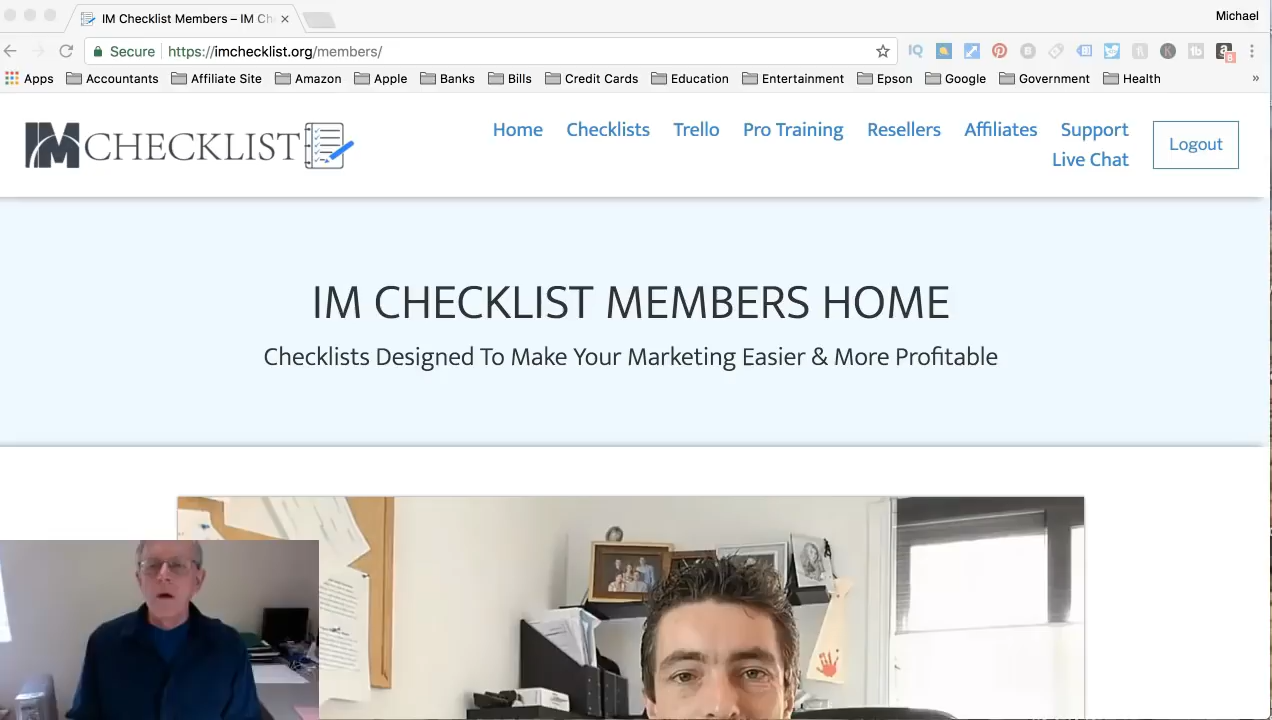 IM Checklist Members – IM Ch
Michael
Secure https://imchecklist.org/members/
Apps Accountants Affiliate Site Amazon Apple Banks Bills Credit Cards Education Entertainment Epson Google Government Health »
IM CHECKLIST
Home Checklists Trello Pro Training Resellers Affiliates Support
Live Chat
Logout
IM CHECKLIST MEMBERS HOME
Checklists Designed To Make Your Marketing Easier & More Profitable